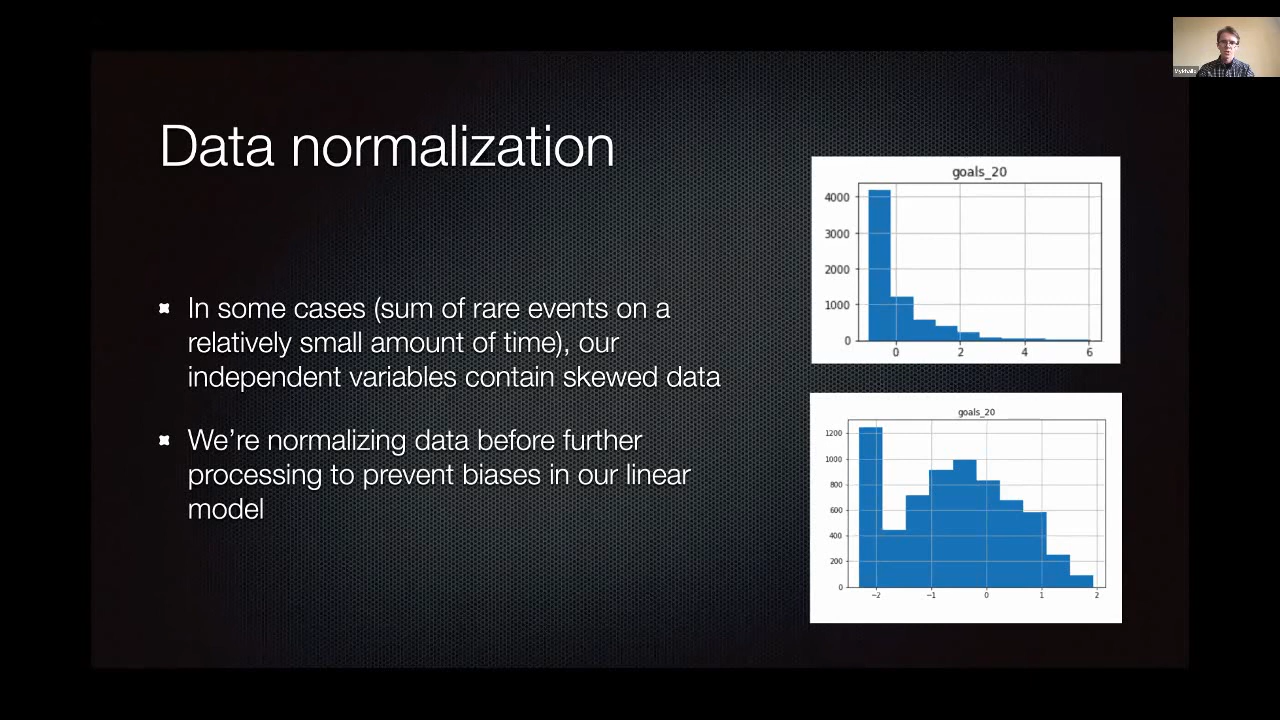 Data normalization
In some cases (sum of rare events on a
relatively small amount of time), our
independent variables contain skewed data
We’re normalizing data before further
processing to prevent biases in our linear
model
goals_20
4000
3000
2000
1000
0
0 2 4 6
goals_20
1200
1000
800
600
400
200
0
−2 −1 0 1 2